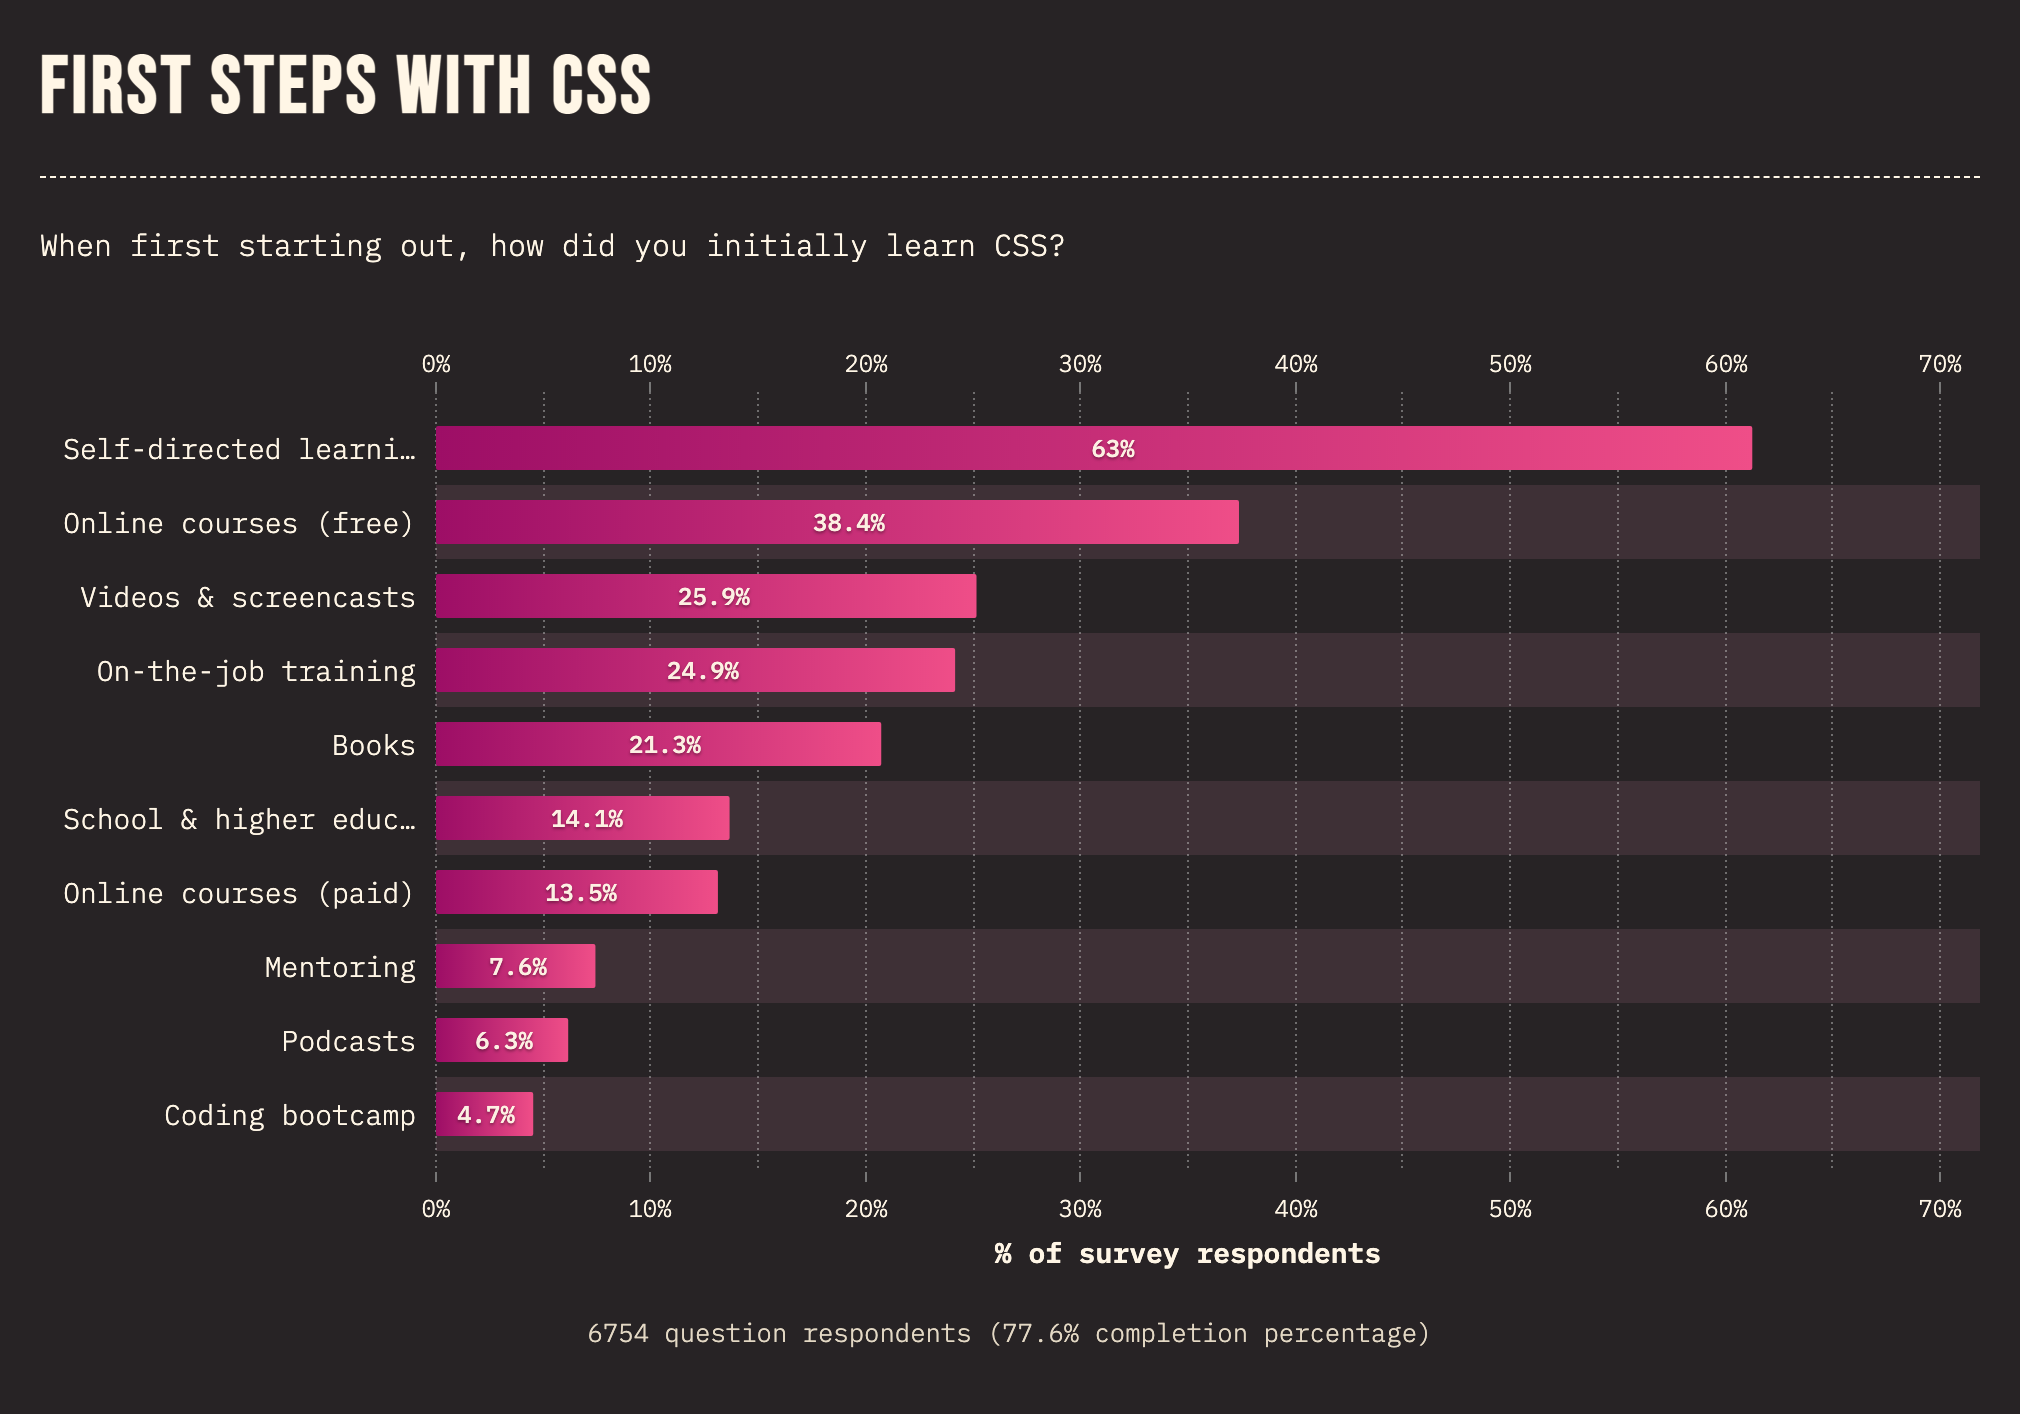 FIRST STEPS WITH CSS
When first starting out, how did you initially learn CSS?
0% 10% 20% 30% 40% 50% 60% 70%
Self-directed learni… 63%
Online courses (free) 38.4%
Videos & screencasts 25.9%
On-the-job training 24.9%
Books 21.3%
School & higher educ… 14.1%
Online courses (paid) 13.5%
Mentoring 7.6%
Podcasts 6.3%
Coding bootcamp 4.7%
0% 10% 20% 30% 40% 50% 60% 70%
% of survey respondents
6754 question respondents (77.6% completion percentage)